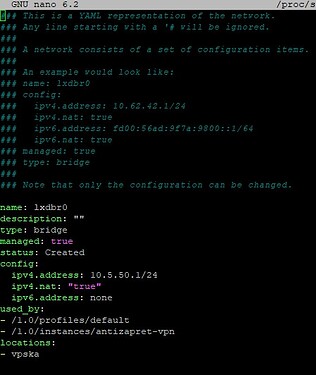 GNU nano 6.2 /proc/s
### This is a YAML representation of the network.
### Any line starting with a '# will be ignored.
###
### A network consists of a set of configuration items.
###
### An example would look like:
### name: lxdbr0
### config:
###   ipv4.address: 10.62.42.1/24
###   ipv4.nat: true
###   ipv6.address: fd00:56ad:9f7a:9800::1/64
###   ipv6.nat: true
### managed: true
### type: bridge
###
### Note that only the configuration can be changed.
name: lxdbr0
description: ""
type: bridge
managed: true
status: Created
config:
  ipv4.address: 10.5.50.1/24
  ipv4.nat: "true"
  ipv6.address: none
used_by:
- /1.0/profiles/default
- /1.0/instances/antizapret-vpn
locations:
- vpska